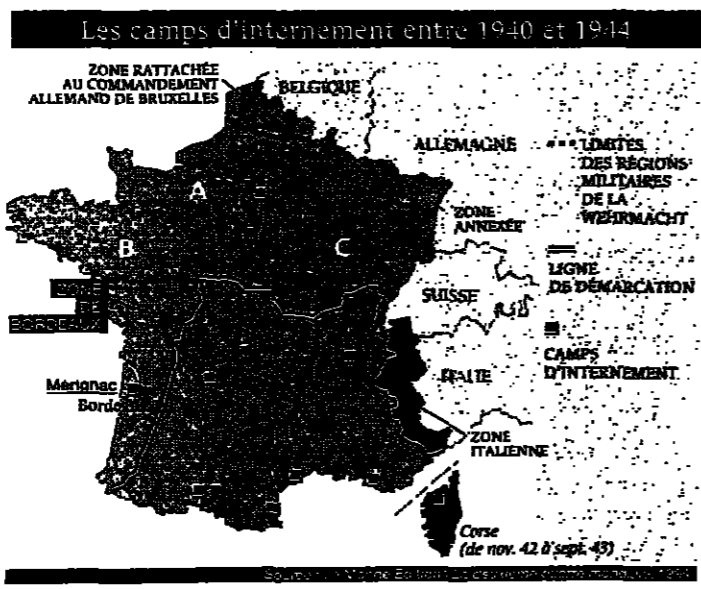 Les camps d'internement entre 1940 et 1944
ZONE RATTACHÉE
AU COMMANDEMENT
ALLEMAND DE BRUXELLES
BELGIQUE
ALLEMAGNE
LIMITES
DES RÉGIONS
MILITAIRES
DE LA
WEHRMACHT
A
ZONE
ANNEXÉE
B
C
LIGNE
DE DÉMARCATION
SUISSE
BORDEAUX
CAMPS
D'INTERNEMENT
ITALIE
Mérignac
Borde
ZONE
ITALIENNE
Corse
(de nov. 42 à sept. 43)